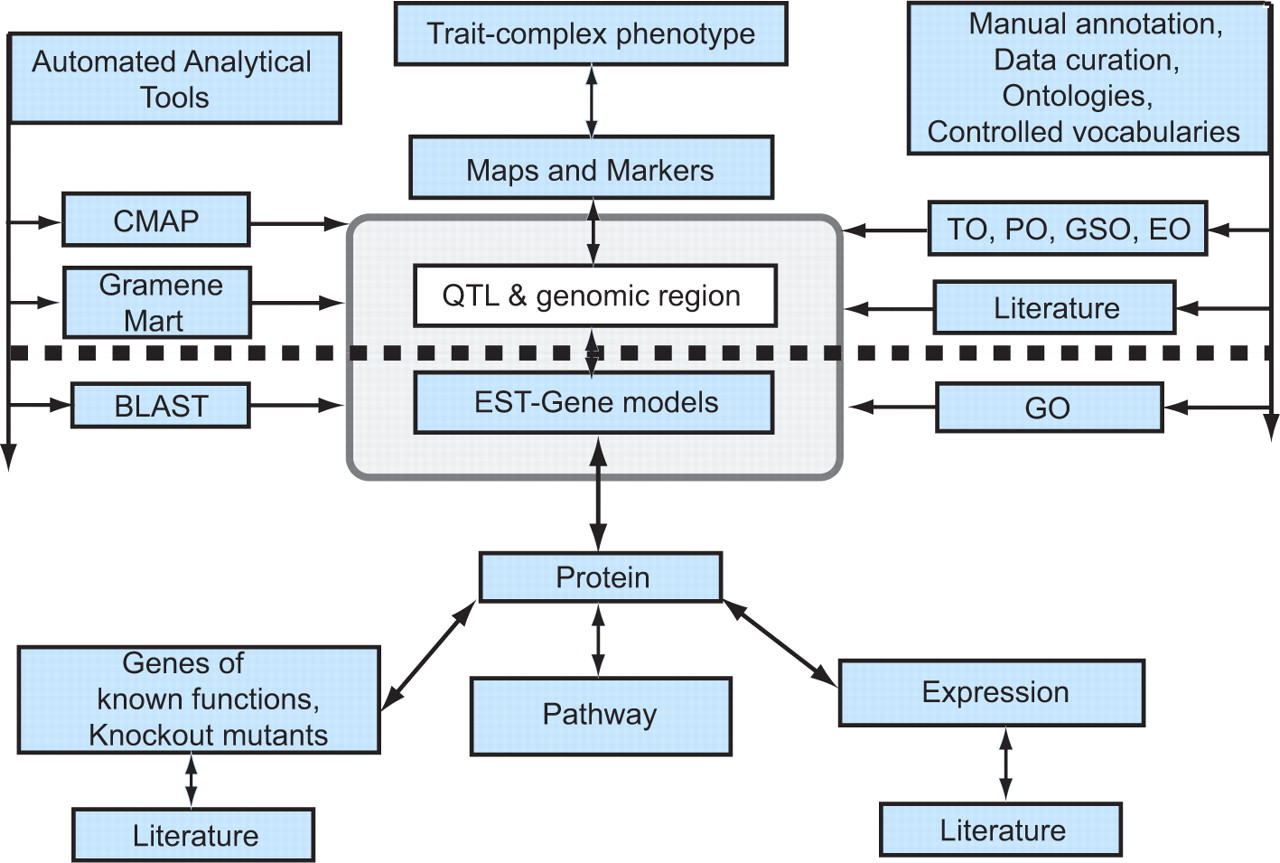 Automated Analytical
Tools
Trait-complex phenotype
Manual annotation,
Data curation,
Ontologies,
Controlled vocabularies
Maps and Markers
CMAP
TO, PO, GSO, EO
Gramene
Mart
QTL & genomic region
Literature
BLAST
EST-Gene models
GO
Protein
Genes of
known functions,
Knockout mutants
Pathway
Expression
Literature
Literature